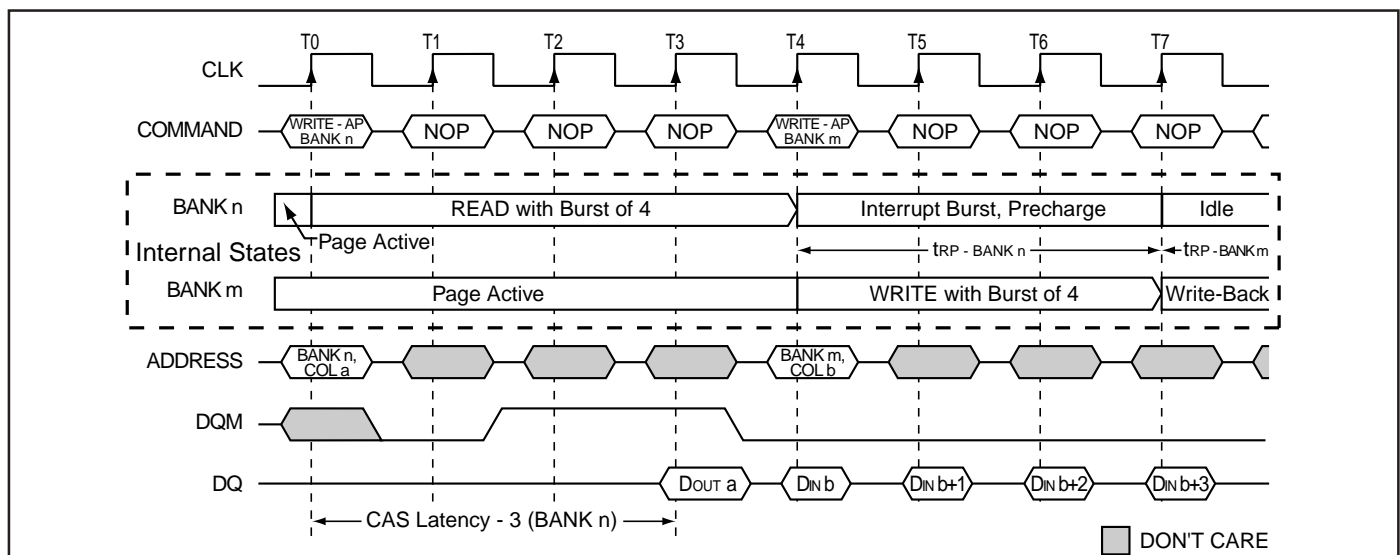 T0 T1 T2 T3 T4 T5 T6 T7
CLK
COMMAND WRITE - AP BANK n NOP NOP NOP WRITE - AP BANK m NOP NOP NOP
BANK n READ with Burst of 4 Interrupt Burst, Precharge Idle
Page Active
Internal States tRP - BANK n tRP - BANK m
BANK m Page Active WRITE with Burst of 4 Write-Back
ADDRESS BANK n, COL a BANK m, COL b
DQM
DQ DOUT a DIN b DIN b+1 DIN b+2 DIN b+3
CAS Latency - 3 (BANK n)
DON'T CARE